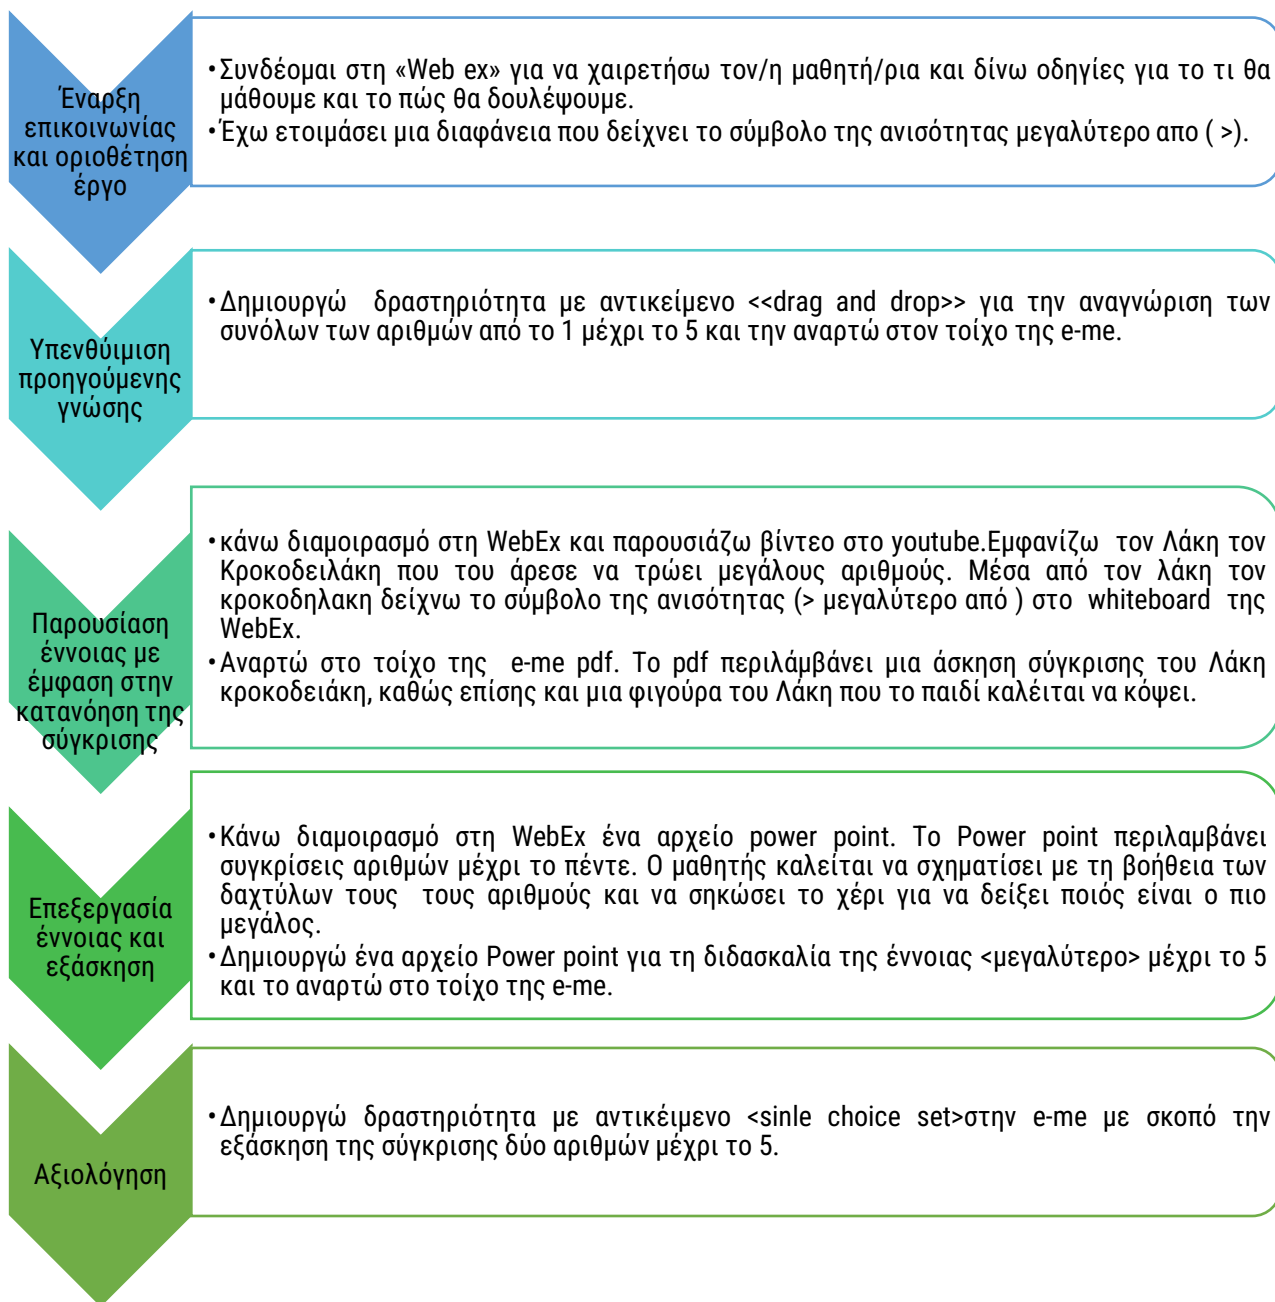 Έναρξη
επικοινωνίας
και οριοθέτηση
έργο
•Συνδέομαι στη «Web ex» για να χαιρετήσω τον/η μαθητή/ρια και δίνω οδηγίες για το τι θα
μάθουμε και το πώς θα δουλέψουμε.
•Έχω ετοιμάσει μια διαφάνεια που δείχνει το σύμβολο της ανισότητας μεγαλύτερο απο ( >).
Υπενθύιμιση
προηγούμενης
γνώσης
•Δημιουργώ δραστηριότητα με αντικείμενο <<drag and drop>> για την αναγνώριση των
συνόλων των αριθμών από το 1 μέχρι το 5 και την αναρτώ στον τοίχο της e-me.
Παρουσίαση
έννοιας με
έμφαση στην
κατανόηση της
σύγκρισης
•κάνω διαμοιρασμό στη WebEx και παρουσιάζω βίντεο στο youtube.Εμφανίζω τον Λάκη τον
Κροκοδειλάκη που του άρεσε να τρώει μεγάλους αριθμούς. Μέσα από τον λάκη τον
κροκοδηλακη δείχνω το σύμβολο της ανισότητας (> μεγαλύτερο από ) στο whiteboard της
WebEx.
•Αναρτώ στο τοίχο της e-me pdf. Το pdf περιλάμβάνει μια άσκηση σύγκρισης του Λάκη
κροκοδειάκη, καθώς επίσης και μια φιγούρα του Λάκη που το παιδί καλέιται να κόψει.
Επεξεργασία
έννοιας και
εξάσκηση
•Κάνω διαμοιρασμό στη WebEx ένα αρχείο power point. Το Power point περιλαμβάνει
συγκρίσεις αριθμών μέχρι το πέντε. Ο μαθητής καλείται να σχηματίσει με τη βοήθεια των
δαχτύλων τους τους αριθμούς και να σηκώσει το χέρι για να δείξει ποιός είναι ο πιο
μεγάλος.
•Δημιουργώ ένα αρχείο Power point για τη διδασκαλία της έννοιας <μεγαλύτερο> μέχρι το 5
και το αναρτώ στο τοίχο της e-me.
Αξιολόγηση
•Δημιουργώ δραστηριότητα με αντικέιμενο <sinle choice set>στην e-me με σκοπό την
εξάσκηση της σύγκρισης δύο αριθμών μέχρι το 5.